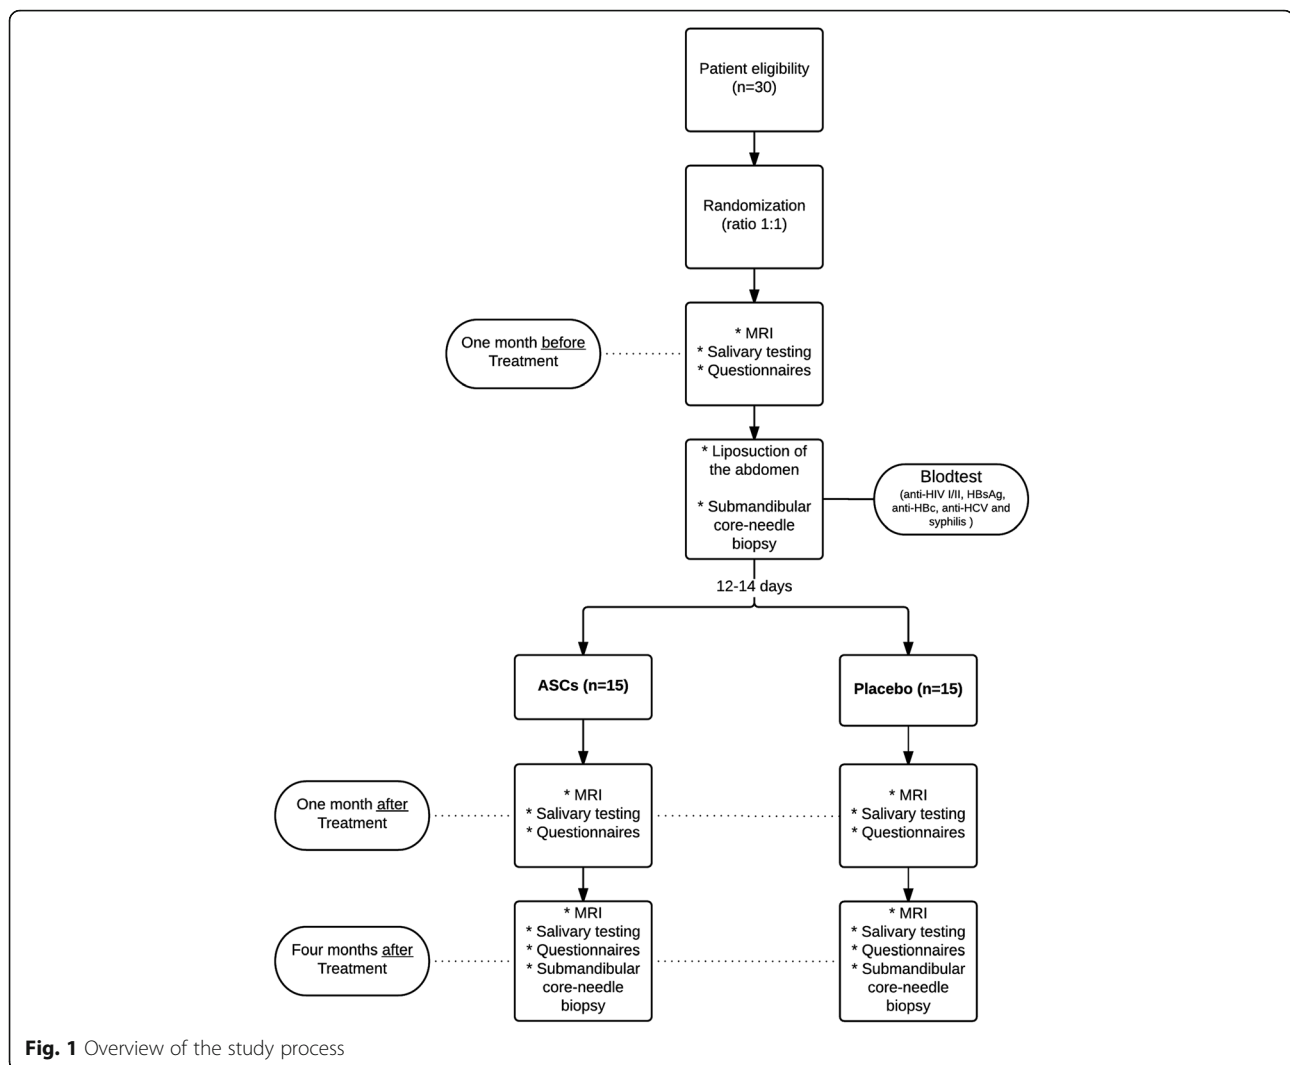 Patient eligibility
(n=30)
Randomization
(ratio 1:1)
One month before
Treatment
* MRI
* Salivary testing
* Questionnaires
* Liposuction of
the abdomen
* Submandibular
core-needle
biopsy
Blodtest
(anti-HIV I/II, HBsAg,
anti-HBc, anti-HCV and
syphilis )
12-14 days
ASCs (n=15)
Placebo (n=15)
One month after
Treatment
* MRI
* Salivary testing
* Questionnaires
* MRI
* Salivary testing
* Questionnaires
Four months after
Treatment
* MRI
* Salivary testing
* Questionnaires
* Submandibular
core-needle
biopsy
* MRI
* Salivary testing
* Questionnaires
* Submandibular
core-needle
biopsy
Fig. 1 Overview of the study process